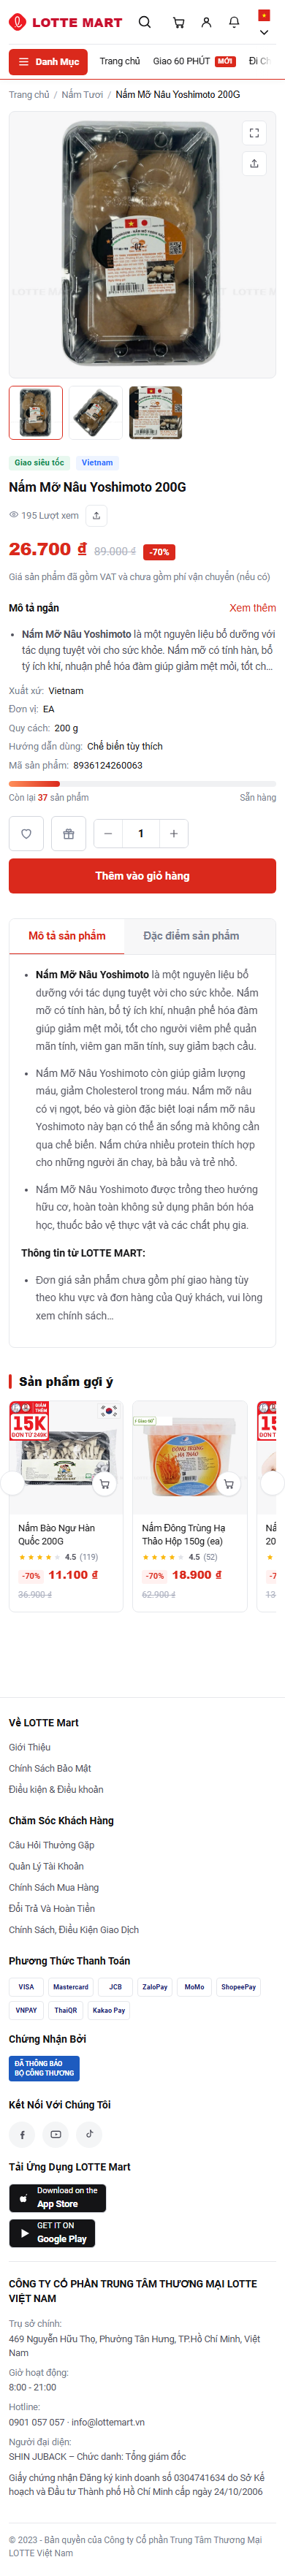 LOTTE MART
Danh Mục
Trang chủ
Giao 60 PHÚT
MỚI
Đi Ch
Trang chủ / Nấm Tươi / Nấm Mỡ Nâu Yoshimoto 200G
LOTTE MART
Giao siêu tốc
Vietnam
Nấm Mỡ Nâu Yoshimoto 200G
195 Lượt xem
26.700 ₫ 89.000 ₫ -70%
Giá sản phẩm đã gồm VAT và chưa gồm phí vận chuyển (nếu có)
Mô tả ngắn
Xem thêm
• Nấm Mỡ Nâu Yoshimoto là một nguyên liệu bổ dưỡng với
tác dụng tuyệt vời cho sức khỏe. Nấm mỡ có tính hàn, bổ
tỳ ích khí, nhuận phế hóa đàm giúp giảm mệt mỏi, tốt ch...
Xuất xứ: Vietnam
Đơn vị: EA
Quy cách: 200 g
Hướng dẫn dùng: Chế biến tùy thích
Mã sản phẩm: 8936124260063
Còn lại 37 sản phẩm
Sẵn hàng
1
Thêm vào giỏ hàng
Mô tả sản phẩm
Đặc điểm sản phẩm
• Nấm Mỡ Nâu Yoshimoto là một nguyên liệu bổ
dưỡng với tác dụng tuyệt vời cho sức khỏe. Nấm
mỡ có tính hàn, bổ tỳ ích khí, nhuận phế hóa đàm
giúp giảm mệt mỏi, tốt cho người viêm phế quản
mãn tính, viêm gan mãn tính, suy giảm bạch cầu.
• Nấm Mỡ Nâu Yoshimoto còn giúp giảm lượng
máu, giảm Cholesterol trong máu. Nấm mỡ nâu
có vị ngọt, béo và giòn đặc biệt loại nấm mỡ nâu
Yoshimoto này bạn có thể ăn sống mà không cần
qua chế biến. Nấm chứa nhiều protein thích hợp
cho những người ăn chay, bà bầu và trẻ nhỏ.
• Nấm Mỡ Nâu Yoshimoto được trồng theo hướng
hữu cơ, hoàn toàn không sử dụng phân bón hóa
học, thuốc bảo vệ thực vật và các chất phụ gia.
Thông tin từ LOTTE MART:
• Đơn giá sản phẩm chưa gồm phí giao hàng tùy
theo khu vực và đơn hàng của Quý khách, vui lòng
xem chính sách…
Sản phẩm gợi ý
GIẢM THÊM
15K
ĐƠN TỪ 249K
Nấm Bào Ngư Hàn
Quốc 200G
4.5 (119)
-70% 11.100 ₫
36.900 ₫
ĐÔNG TRÙNG
HẠ THẢO
Nấm Đông Trùng Hạ
Thảo Hộp 150g (ea)
4.5 (52)
-70% 18.900 ₫
62.900 ₫
Về LOTTE Mart
Giới Thiệu
Chính Sách Bảo Mật
Điều kiện & Điều khoản
Chăm Sóc Khách Hàng
Câu Hỏi Thường Gặp
Quản Lý Tài Khoản
Chính Sách Mua Hàng
Đổi Trả Và Hoàn Tiền
Chính Sách, Điều Kiện Giao Dịch
Phương Thức Thanh Toán
VISA
Mastercard
JCB
ZaloPay
MoMo
ShopeePay
VNPAY
ThaiQR
Kakao Pay
Chứng Nhận Bởi
ĐÃ THÔNG BÁO
BỘ CÔNG THƯƠNG
Kết Nối Với Chúng Tôi
Tải Ứng Dụng LOTTE Mart
Download on the
App Store
GET IT ON
Google Play
CÔNG TY CỔ PHẦN TRUNG TÂM THƯƠNG MẠI LOTTE
VIỆT NAM
Trụ sở chính:
469 Nguyễn Hữu Thọ, Phường Tân Hưng, TP.Hồ Chí Minh, Việt
Nam
Giờ hoạt động:
8:00 - 21:00
Hotline:
0901 057 057 · info@lottemart.vn
Người đại diện:
SHIN JUBACK – Chức danh: Tổng giám đốc
Giấy chứng nhận Đăng ký kinh doanh số 0304741634 do Sở Kế
hoạch và Đầu tư Thành phố Hồ Chí Minh cấp ngày 24/10/2006
© 2023 - Bản quyền của Công ty Cổ phần Trung Tâm Thương Mại
LOTTE Việt Nam